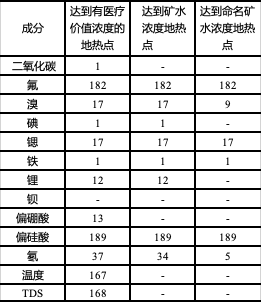 成分 达到有医疗价值浓度的地热点 达到矿水浓度地热点 达到命名矿水浓度地热点
二氧化碳 1 - -
氟 182 182 182
溴 17 17 9
碘 1 1 -
锶 17 17 17
铁 1 1 1
锂 12 12 -
钡 - - -
偏硼酸 13 - -
偏硅酸 189 189 189
氡 37 34 5
温度 167 - -
TDS 168 - -